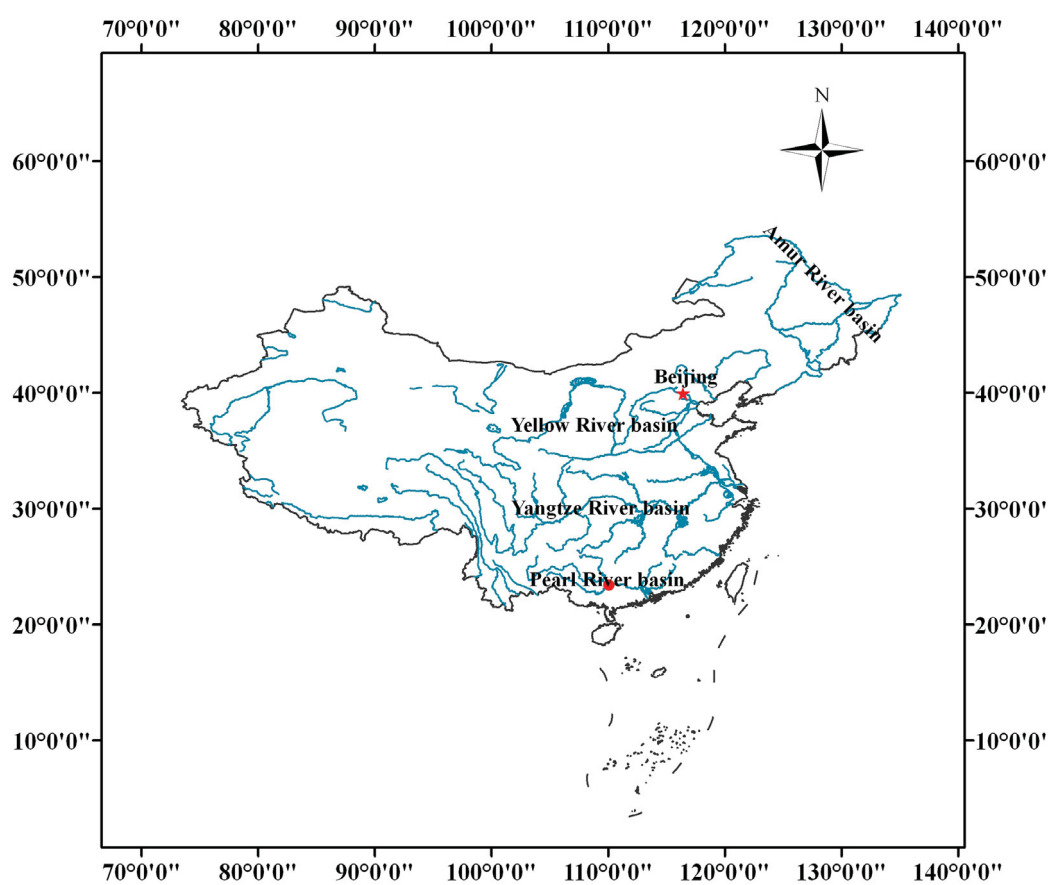 70°0'0" 80°0'0" 90°0'0" 100°0'0" 110°0'0" 120°0'0" 130°0'0" 140°0'0"
N
60°0'0" 60°0'0"
Amur River basin
50°0'0" 50°0'0"
Beijing
40°0'0" 40°0'0"
Yellow River basin
Yangtze River basin
30°0'0" 30°0'0"
Pearl River basin
20°0'0" 20°0'0"
10°0'0" 10°0'0"
70°0'0" 80°0'0" 90°0'0" 100°0'0" 110°0'0" 120°0'0" 130°0'0" 140°0'0"